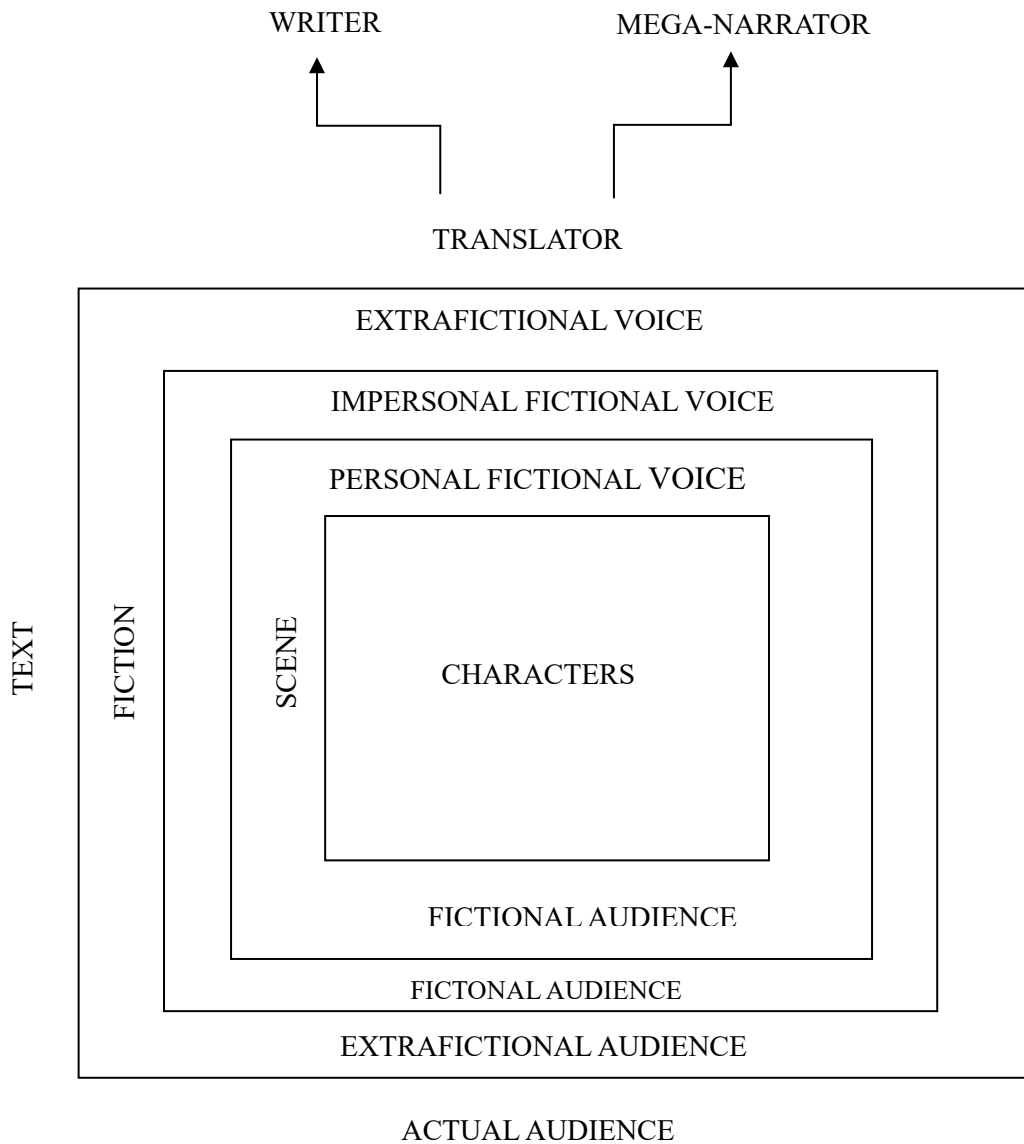 WRITER
MEGA-NARRATOR
TRANSLATOR
EXTRAFICTIONAL VOICE
IMPERSONAL FICTIONAL VOICE
PERSONAL FICTIONAL VOICE
TEXT
FICTION
SCENE
CHARACTERS
FICTIONAL AUDIENCE
FICTONAL AUDIENCE
EXTRAFICTIONAL AUDIENCE
ACTUAL AUDIENCE